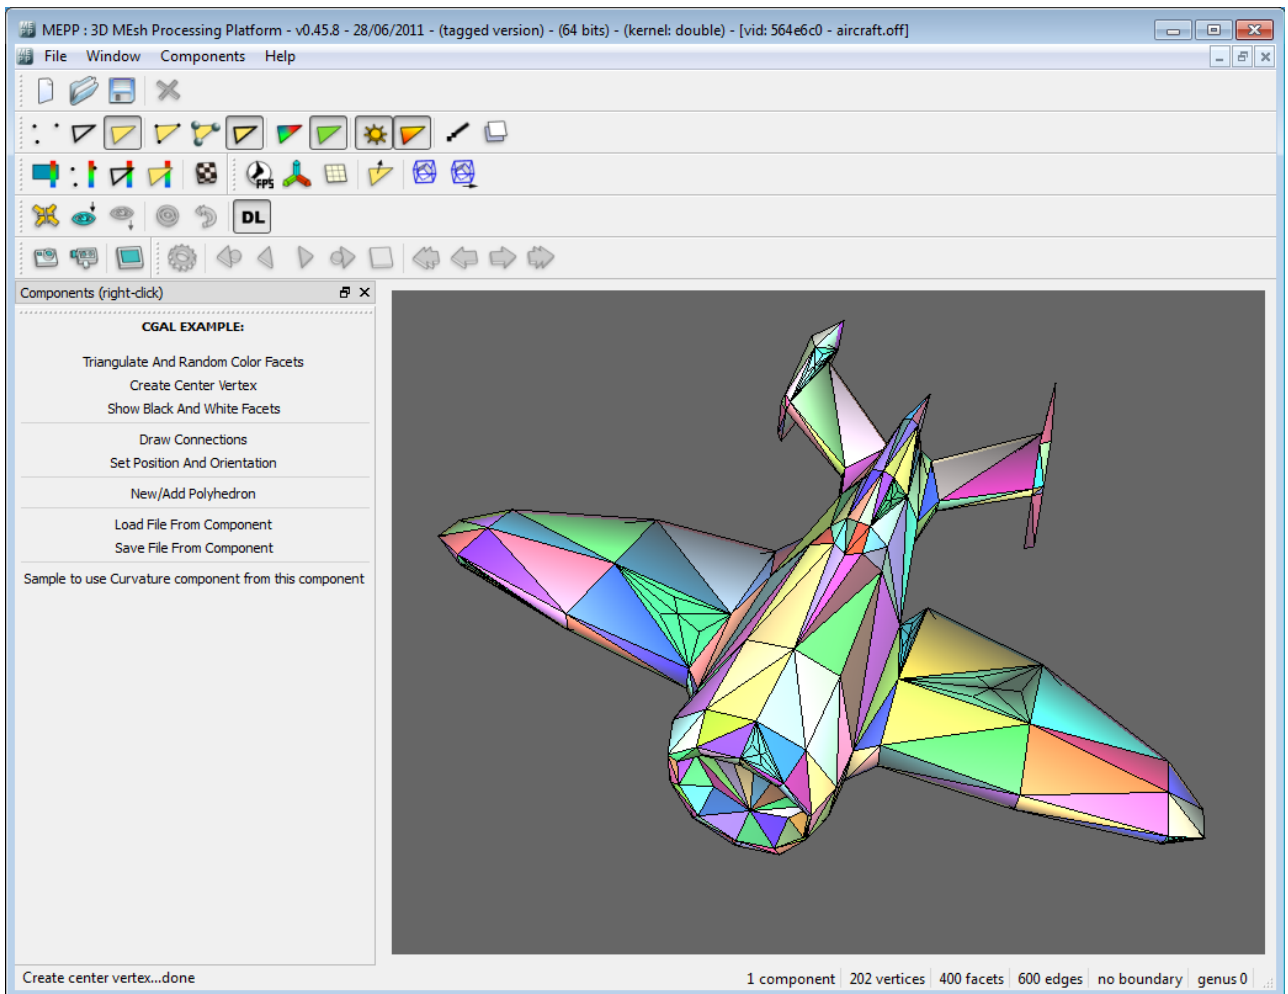 MEPP : 3D MEsh Processing Platform - v0.45.8 - 28/06/2011 - (tagged version) - (64 bits) - (kernel: double) - [vid: 564e6c0 - aircraft.off]
File Window Components Help
FPS
DL
Components (right-click)
CGAL EXAMPLE:
Triangulate And Random Color Facets
Create Center Vertex
Show Black And White Facets
Draw Connections
Set Position And Orientation
New/Add Polyhedron
Load File From Component
Save File From Component
Sample to use Curvature component from this component
Create center vertex...done
1 component 202 vertices 400 facets 600 edges no boundary genus 0